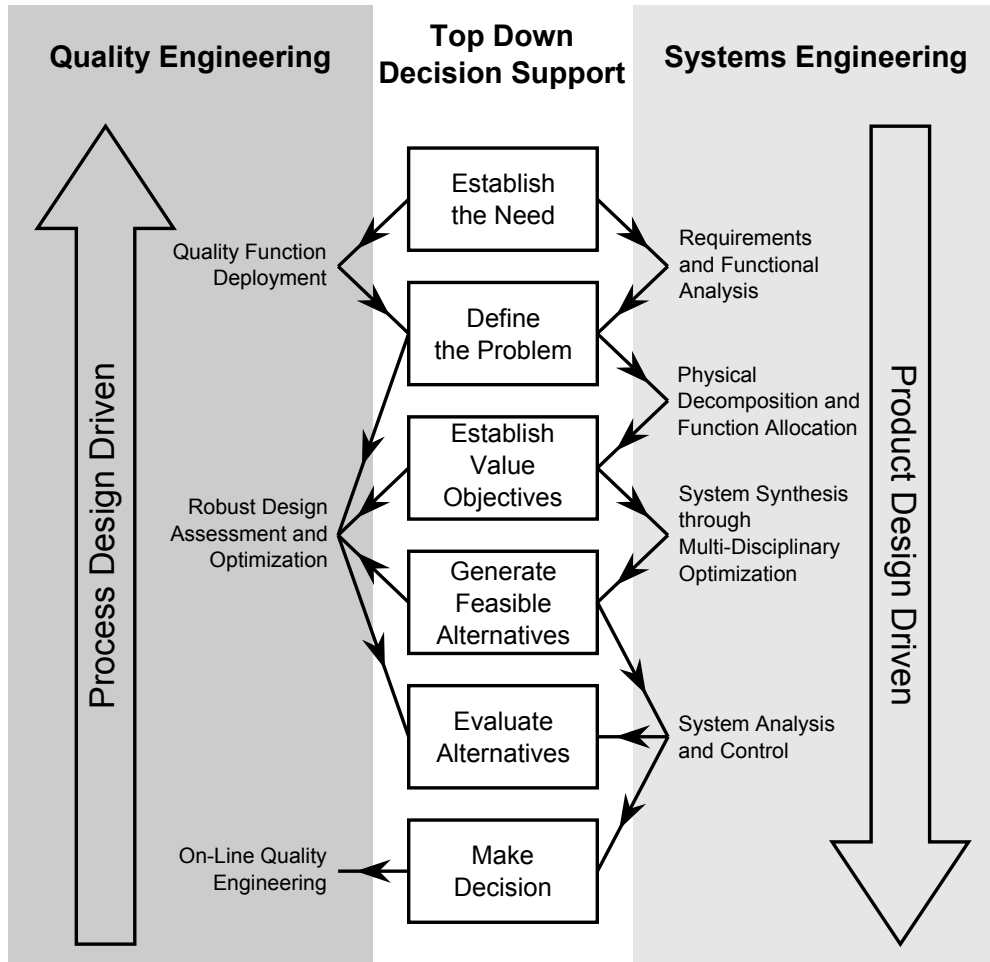 Quality Engineering
Top Down
Decision Support
Systems Engineering
Process Design Driven
Quality Function
Deployment
Robust Design
Assessment and
Optimization
On-Line Quality
Engineering
Establish
the Need
Define
the Problem
Establish
Value
Objectives
Generate
Feasible
Alternatives
Evaluate
Alternatives
Make
Decision
Requirements
and Functional
Analysis
Physical
Decomposition and
Function Allocation
System Synthesis
through
Multi-Disciplinary
Optimization
System Analysis
and Control
Product Design Driven